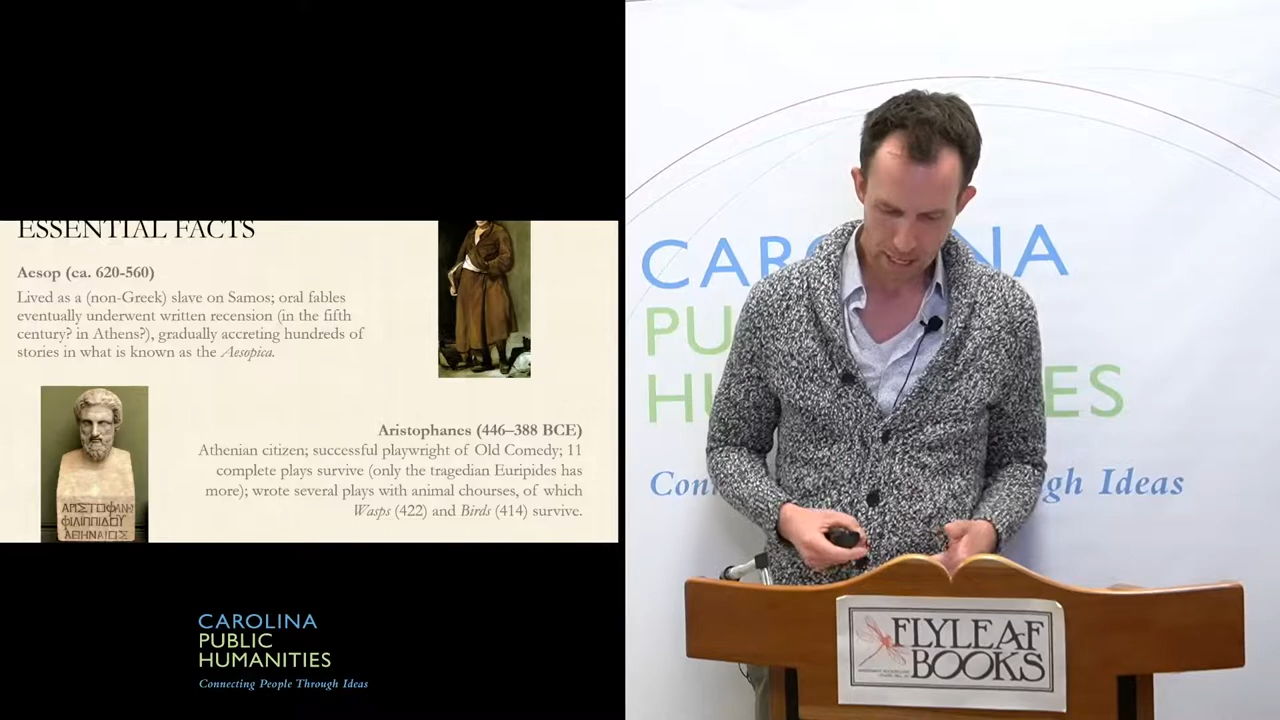 ESSENTIAL FACTS
Aesop (ca. 620-560)
Lived as a (non-Greek) slave on Samos; oral fables
eventually underwent written recension (in the fifth
century? in Athens?), gradually accreting hundreds of
stories in what is known as the Aesopica.
ΑΡΙΣΤΟΦΑΝΗΣ
ΦΙΛΙΠΠΙΔΟΥ
ΑΘΗΝΑΙΟΣ
Aristophanes (446–388 BCE)
Athenian citizen; successful playwright of Old Comedy; 11
complete plays survive (only the tragedian Euripides has
more); wrote several plays with animal chourses, of which
Wasps (422) and Birds (414) survive.
CAROLINA
PUBLIC
HUMANITIES
Connecting People Through Ideas
CAR NA
PU
HU ES
Con gh Ideas
FLYLEAF
BOOKS